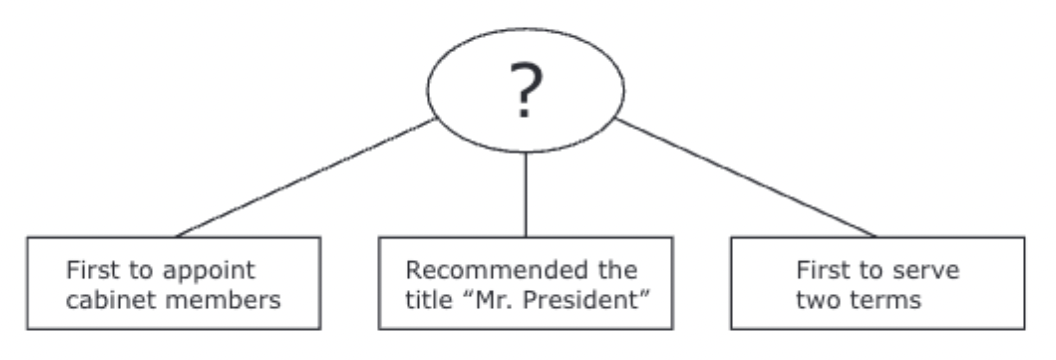 ?
First to appoint
cabinet members
Recommended the
title “Mr. President”
First to serve
two terms